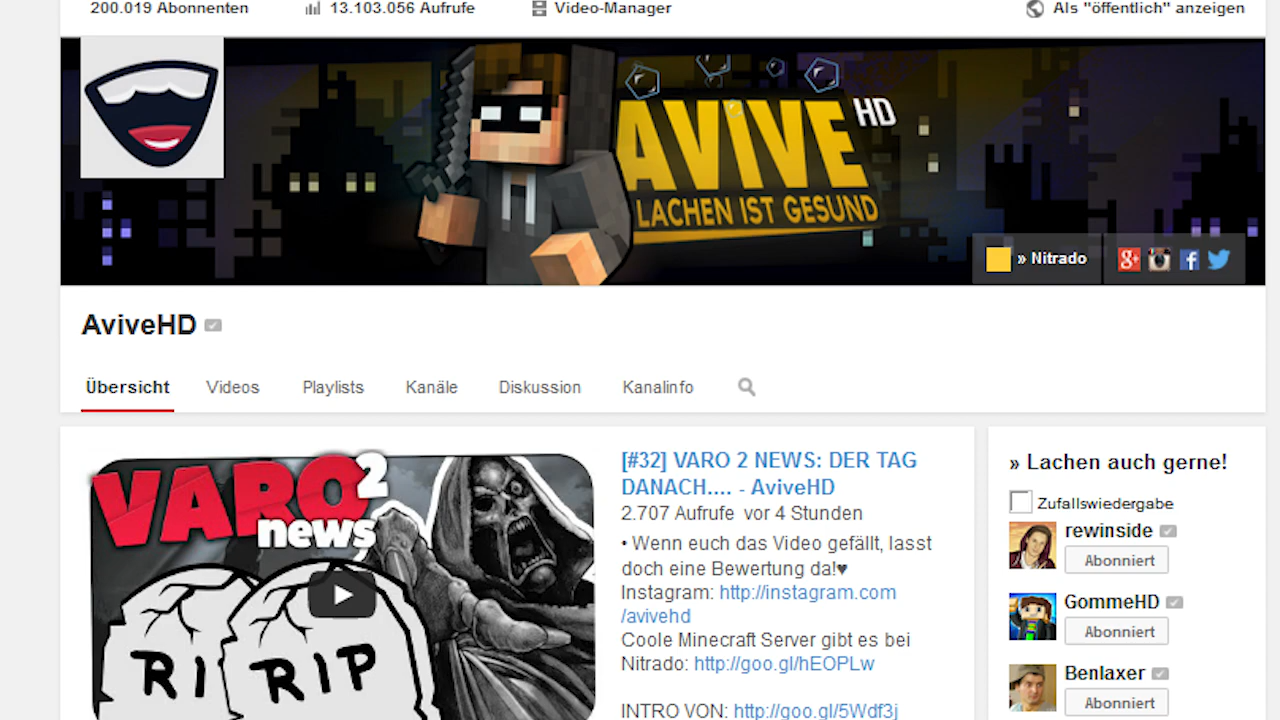 200.019 Abonnenten 13.103.056 Aufrufe Video-Manager Als "öffentlich" anzeigen
AVIVE HD
LACHEN IST GESUND
» Nitrado
AviveHD
Übersicht Videos Playlists Kanäle Diskussion Kanalinfo
VARO 2
news
RI
RIP
[#32] VARO 2 NEWS: DER TAG
DANACH.... - AviveHD
2.707 Aufrufe vor 4 Stunden
• Wenn euch das Video gefällt, lasst
doch eine Bewertung da!♥
Instagram: http://instagram.com
/avivehd
Coole Minecraft Server gibt es bei
Nitrado: http://goo.gl/hEOPLw
INTRO VON: http://goo.gl/5Wdf3j
» Lachen auch gerne!
Zufallswiedergabe
rewinside
Abonniert
GommeHD
Abonniert
Benlaxer
Abonniert